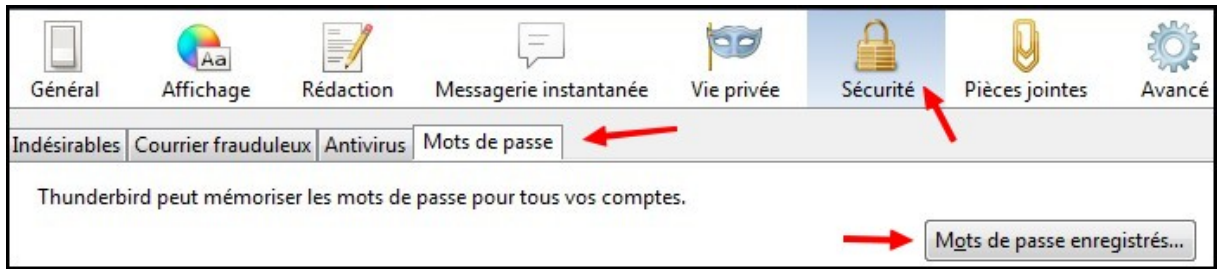 Aa
Général Affichage Rédaction Messagerie instantanée Vie privée Sécurité Pièces jointes Avancé
Indésirables Courrier frauduleux Antivirus Mots de passe
Thunderbird peut mémoriser les mots de passe pour tous vos comptes.
Mots de passe enregistrés...